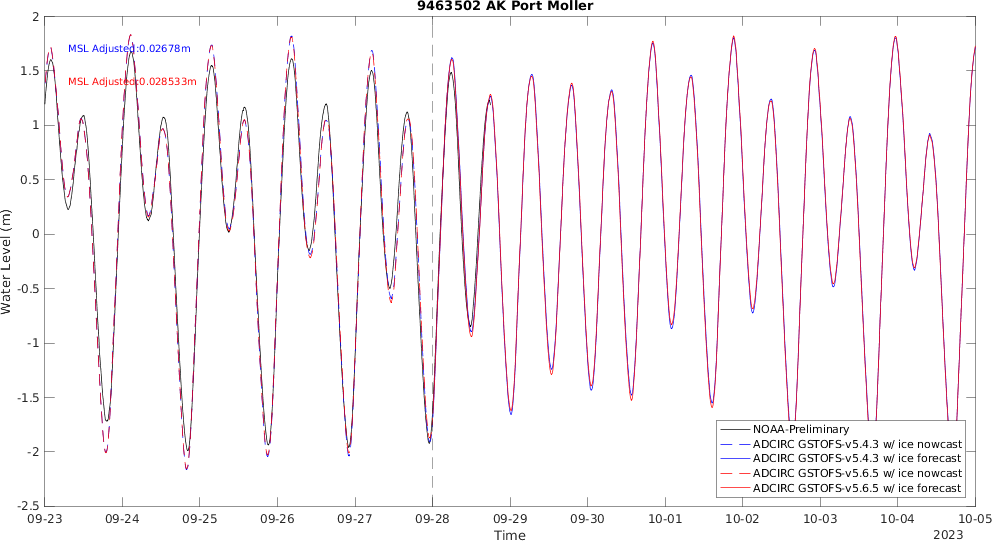 9463502 AK Port Moller
MSL Adjusted:0.02678m
MSL Adjusted:0.028533m
Water Level (m)
2
1.5
1
0.5
0
-0.5
-1
-1.5
-2
-2.5
NOAA-Preliminary
ADCIRC GSTOFS-v5.4.3 w/ ice nowcast
ADCIRC GSTOFS-v5.4.3 w/ ice forecast
ADCIRC GSTOFS-v5.6.5 w/ ice nowcast
ADCIRC GSTOFS-v5.6.5 w/ ice forecast
09-23 09-24 09-25 09-26 09-27 09-28 09-29 09-30 10-01 10-02 10-03 10-04 10-05
Time
2023